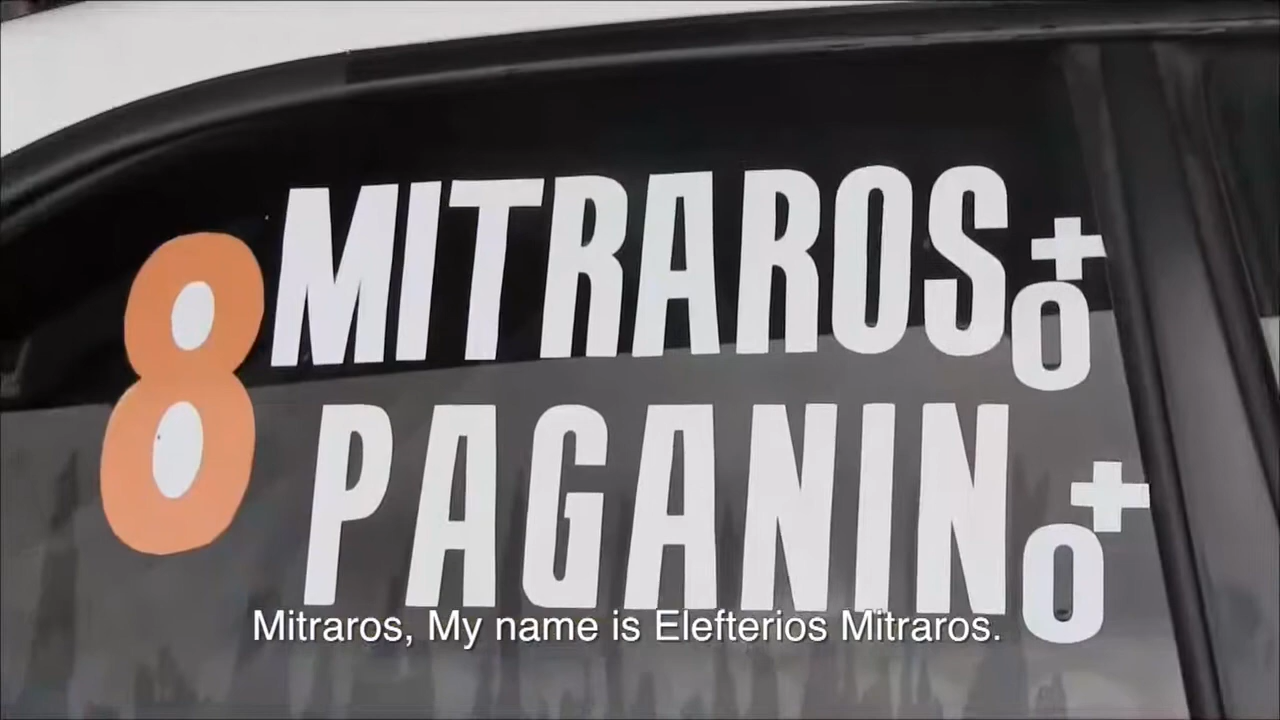 8 MITRAROS O+
PAGANIN O+
Mitraros, My name is Elefterios Mitraros.